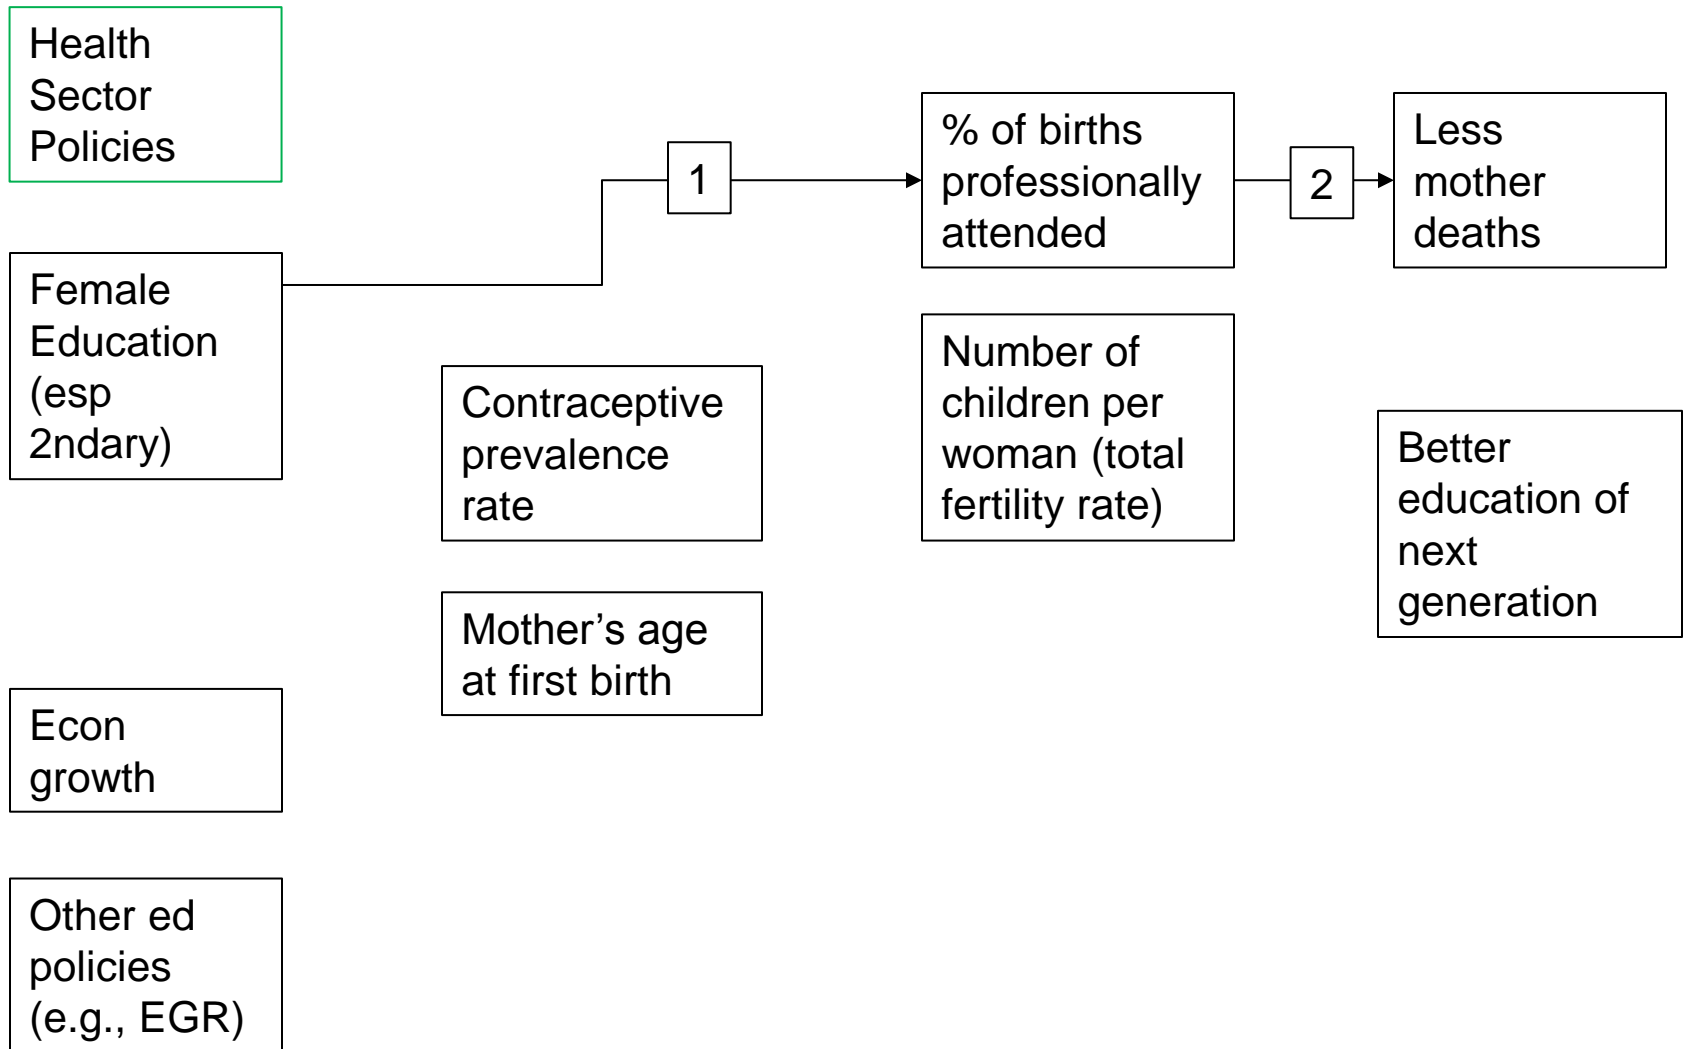 Health
Sector
Policies
1
% of births
professionally
attended
2
Less
mother
deaths
Female
Education
(esp
2ndary)
Contraceptive
prevalence
rate
Number of
children per
woman (total
fertility rate)
Better
education of
next
generation
Mother’s age
at first birth
Econ
growth
Other ed
policies
(e.g., EGR)